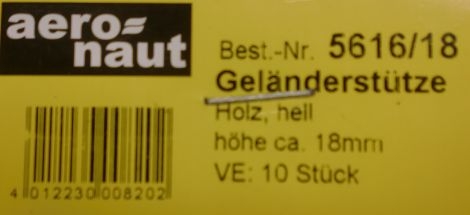 aero-
naut
Best.-Nr. 5616/18
Geländerstütze
Holz, hell
höhe ca. 18mm
VE: 10 Stück
4 012230 008202